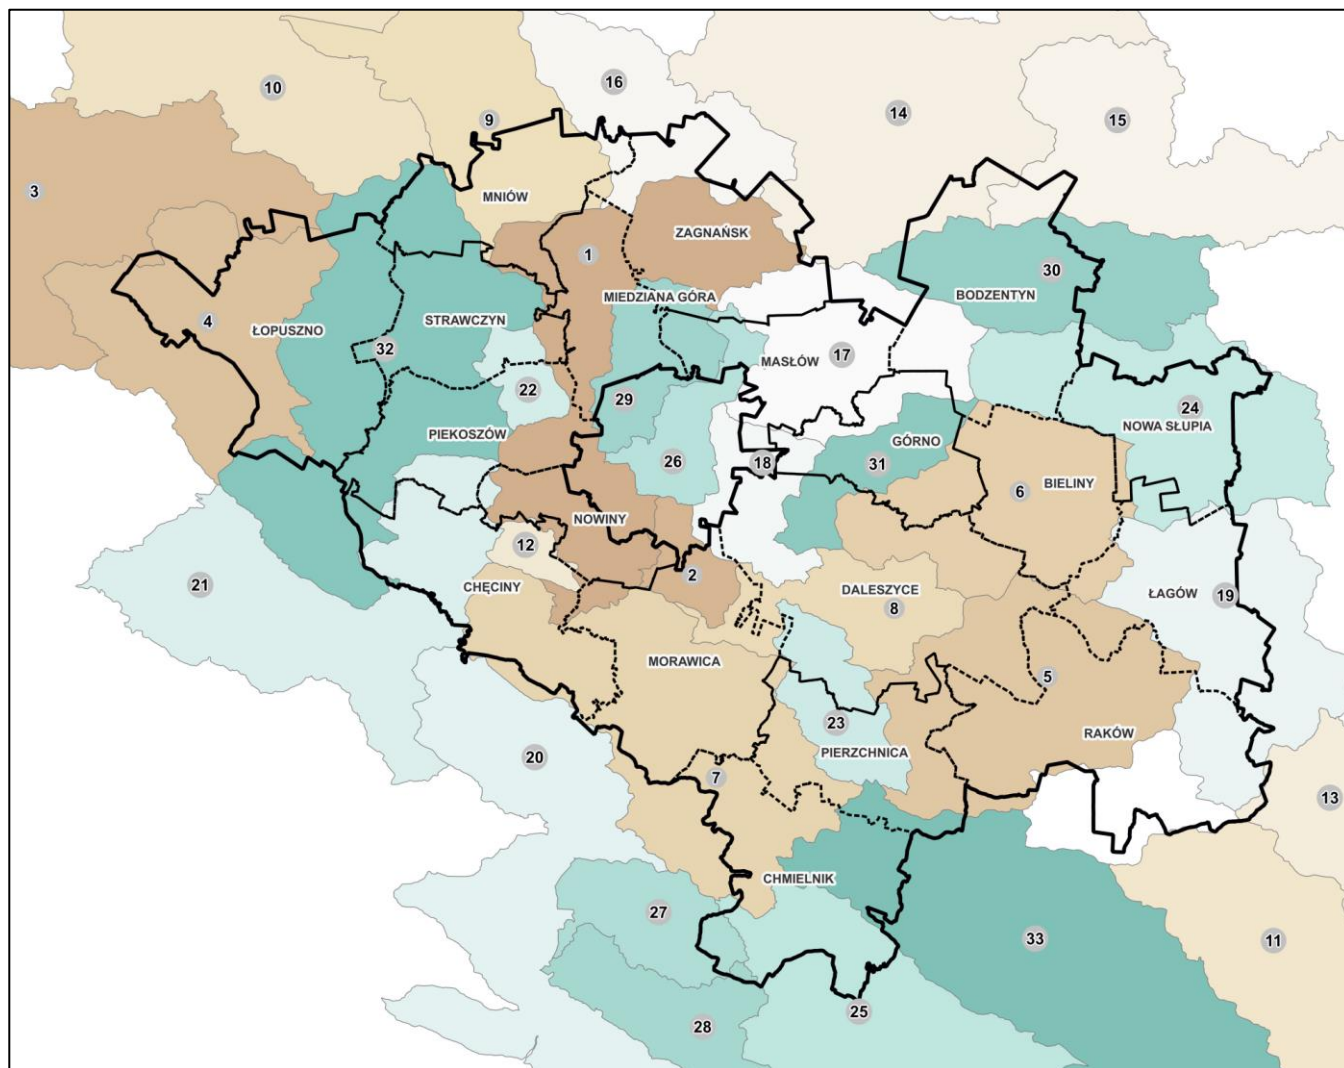 10
16
9
14
15
3
MNIÓW
ZAGNAŃSK
1
30
BODZENTYN
MIEDZIANA GÓRA
4
ŁOPUSZNO
STRAWCZYN
32
MASŁÓW
17
22
29
24
NOWA SŁUPIA
PIEKOSZÓW
GÓRNO
26
18
31
6
BIELINY
NOWINY
12
2
21
CHĘCINY
DALESZYCE
8
ŁAGÓW
19
MORAWICA
5
23
PIERZCHNICA
RAKÓW
20
7
13
CHMIELNIK
27
33
11
25
28